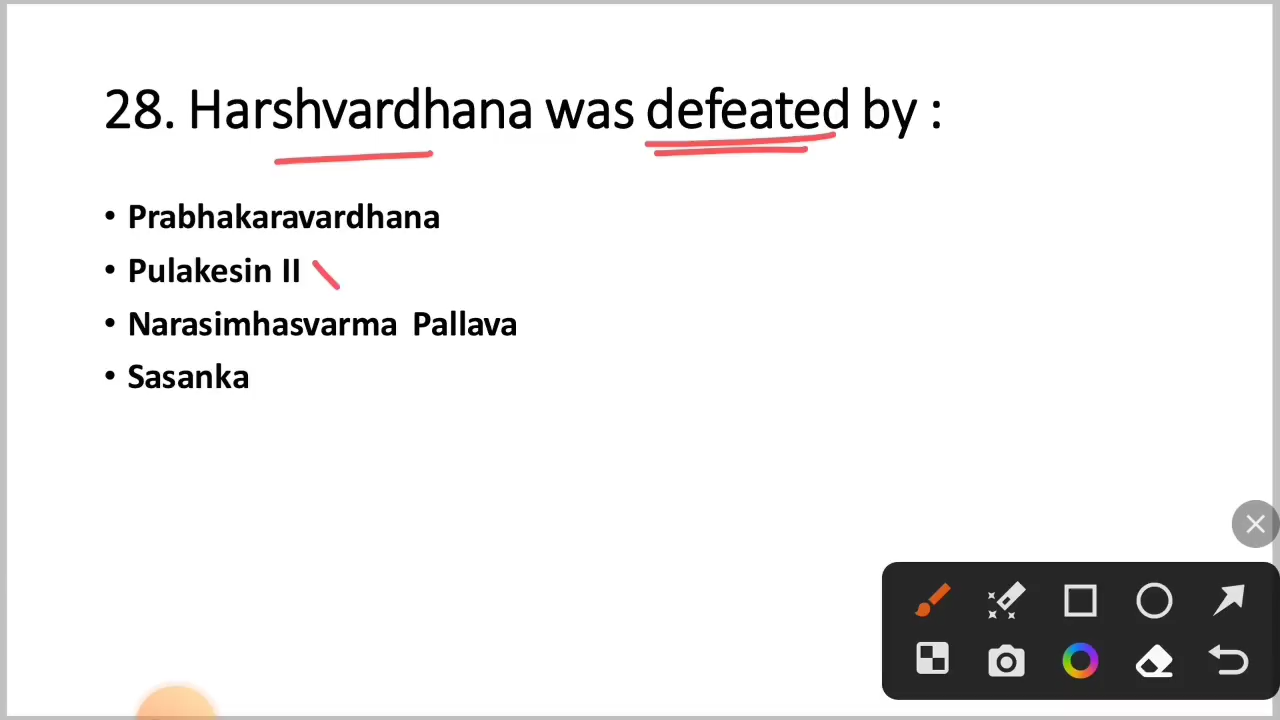 28. Harshvardhana was defeated by :
• Prabhakaravardhana
• Pulakesin II
• Narasimhasvarma Pallava
• Sasanka